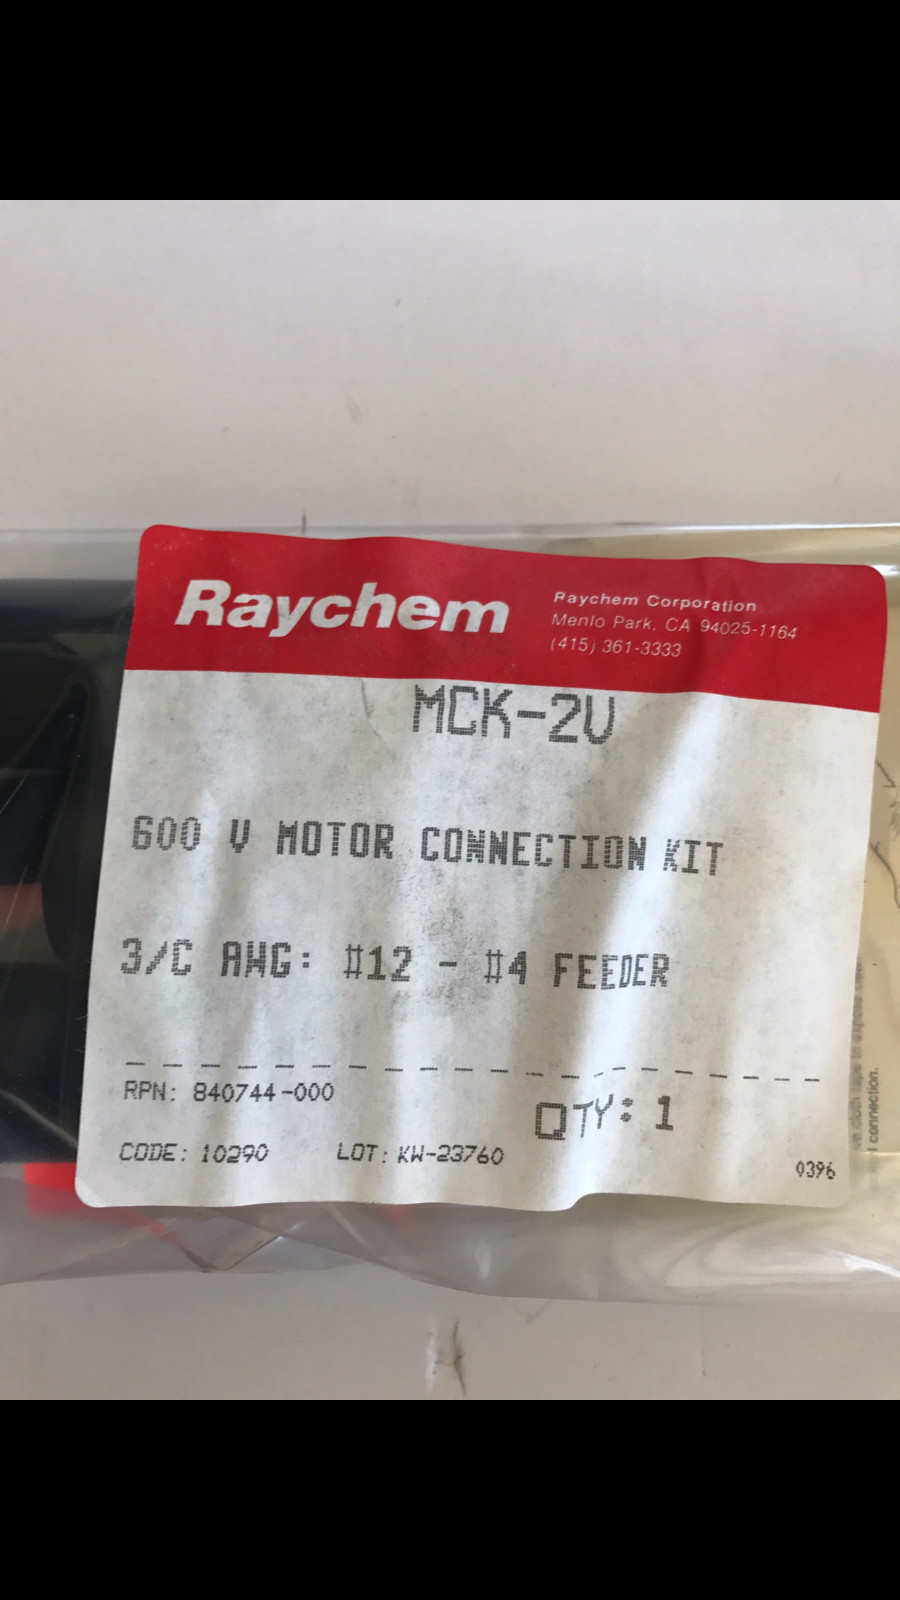 Raychem
Raychem Corporation
Menlo Park, CA 94025-1164
(415) 361-3333
MCK-2V
600 V MOTOR CONNECTION KIT
3/C AWG: #12 - #4 FEEDER
RPN: 840744-000
QTY: 1
CODE: 10290 LOT: KW-23760
0396
connection.